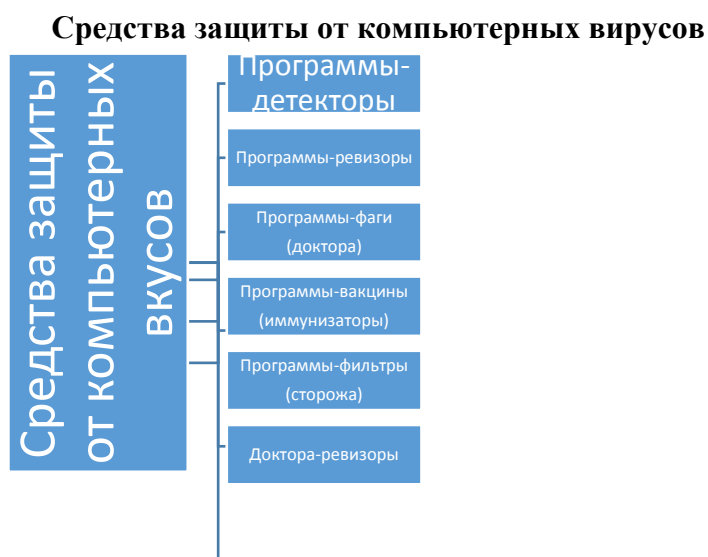 Средства защиты от компьютерных вирусов
Средства защиты
от компьютерных
вкусов
Программы-
детекторы
Программы-ревизоры
Программы-фаги
(доктора)
Программы-вакцины
(иммунизаторы)
Программы-фильтры
(сторожа)
Доктора-ревизоры